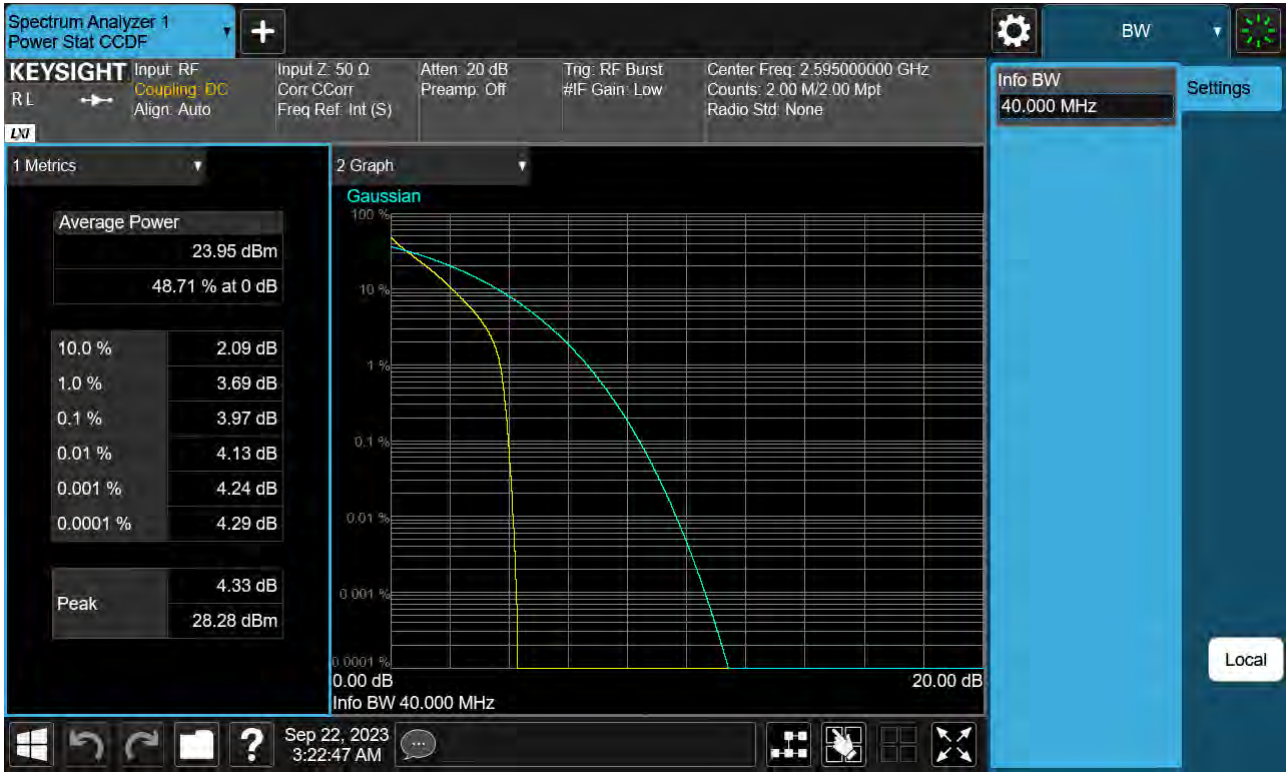 Spectrum Analyzer 1
Power Stat CCDF
+
BW
KEYSIGHT
RL
LXI
Input: RF
Coupling: DC
Align: Auto
Input Z: 50 Ω
Corr CCorr
Freq Ref: Int (S)
Atten: 20 dB
Preamp: Off
Trig: RF Burst
#IF Gain: Low
Center Freq: 2.595000000 GHz
Counts: 2.00 M/2.00 Mpt
Radio Std: None
Info BW
40.000 MHz
Settings
1 Metrics
Average Power
23.95 dBm
48.71 % at 0 dB
10.0 % 2.09 dB
1.0 % 3.69 dB
0.1 % 3.97 dB
0.01 % 4.13 dB
0.001 % 4.24 dB
0.0001 % 4.29 dB
Peak
4.33 dB
28.28 dBm
2 Graph
Gaussian
100 %
10 %
1 %
0.1 %
0.01 %
0.001 %
0.0001 %
0.00 dB 20.00 dB
Info BW 40.000 MHz
Local
?
Sep 22, 2023
3:22:47 AM